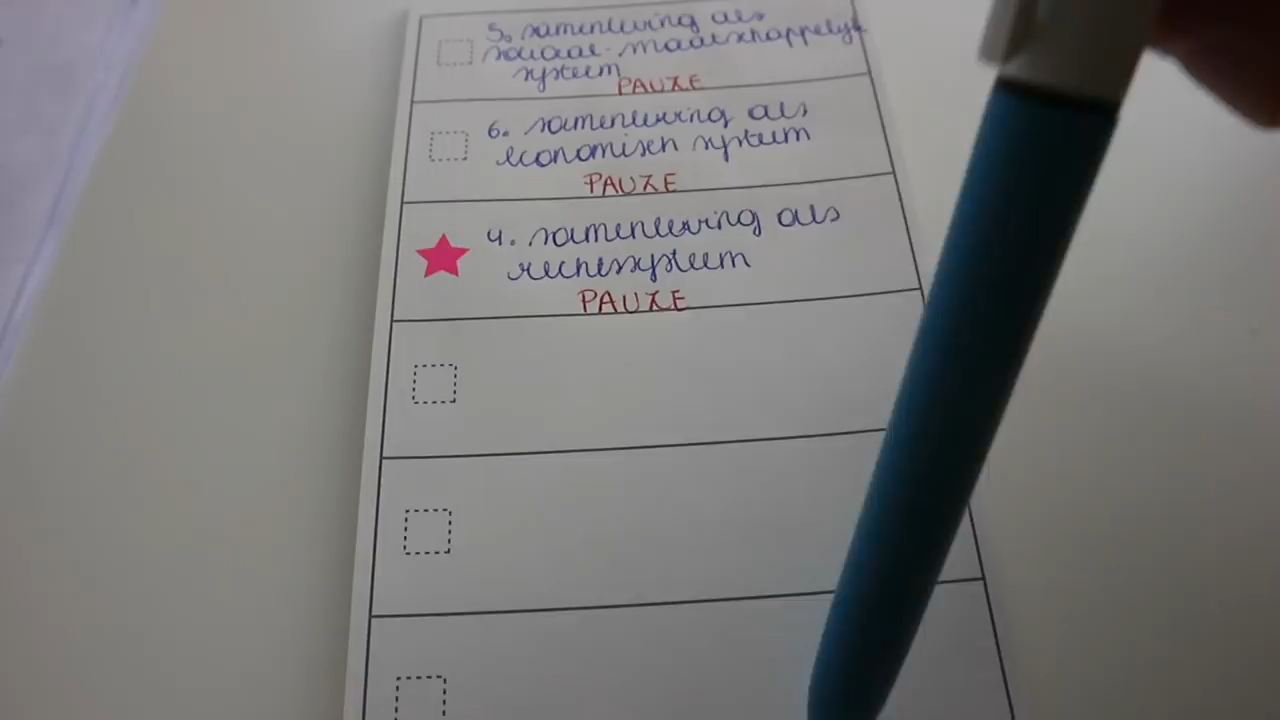 5. samenleving als
sociaal-maatschappelijk
systeem
PAUZE
6. samenleving als
economisch systeem
PAUZE
4. samenleving als
rechtssysteem
PAUZE